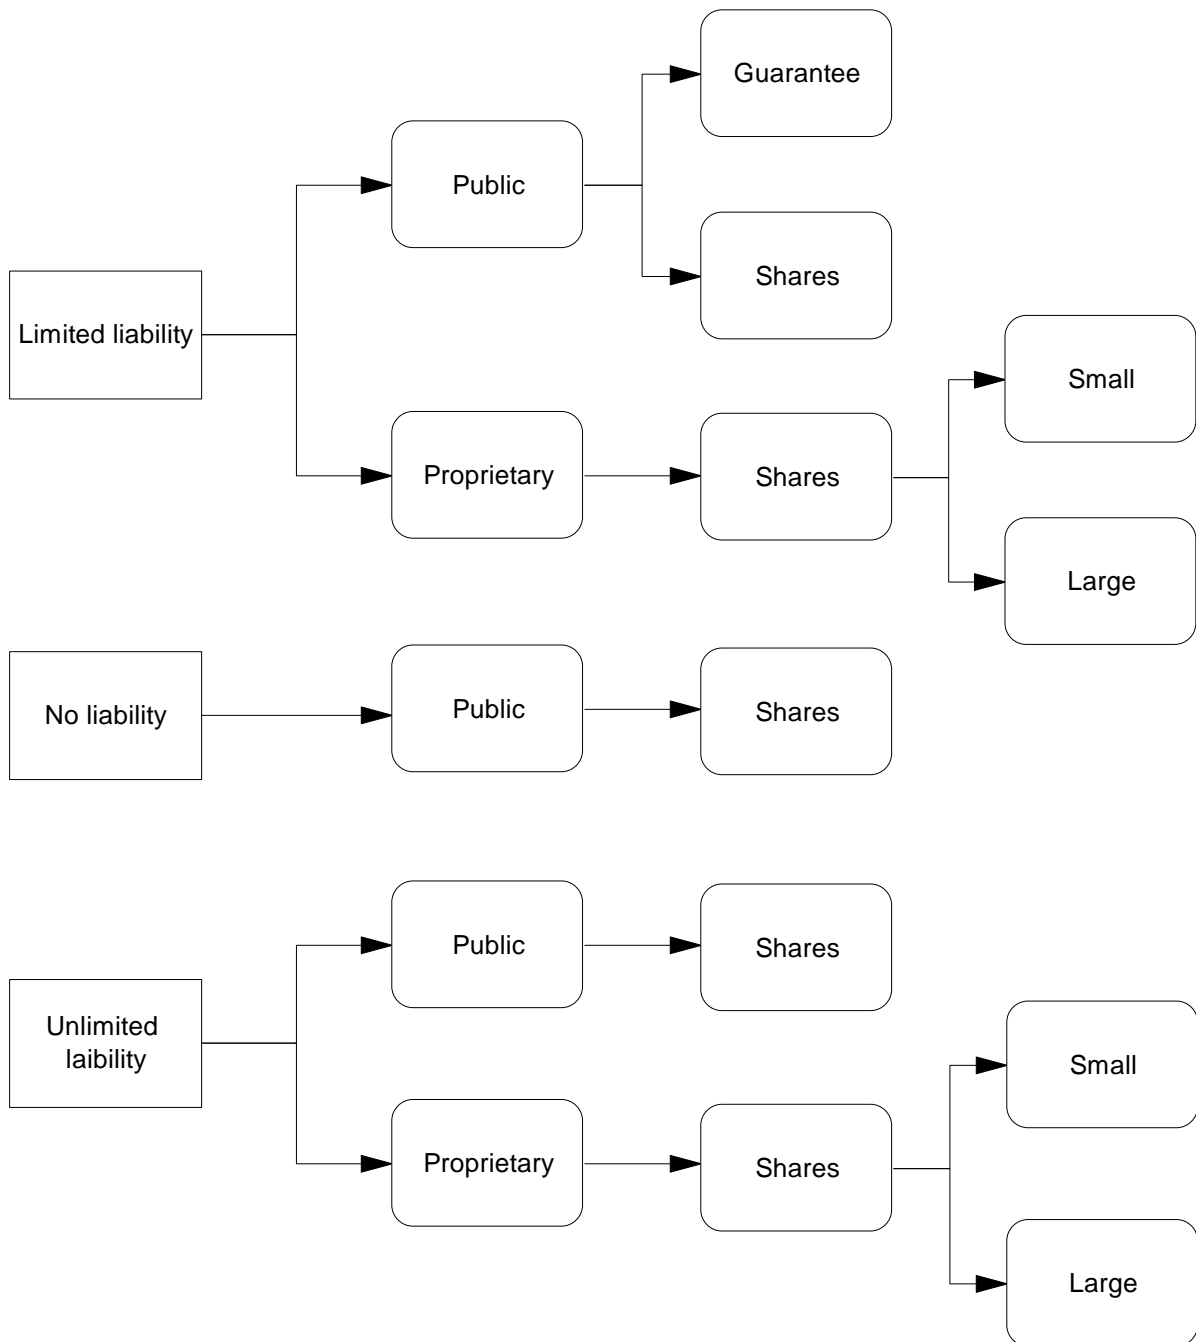 Guarantee
Public
Shares
Limited liability
Small
Proprietary
Shares
Large
No liability
Public
Shares
Public
Shares
Unlimited
laibility
Small
Proprietary
Shares
Large